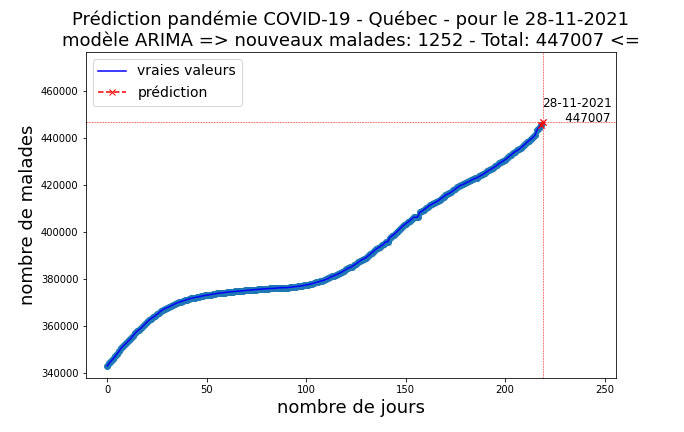 Prédiction pandémie COVID-19 - Québec - pour le 28-11-2021
modèle ARIMA => nouveaux malades: 1252 - Total: 447007 <=
vraies valeurs
prédiction
28-11-2021
447007
nombre de malades
460000
440000
420000
400000
380000
360000
340000
0 50 100 150 200 250
nombre de jours